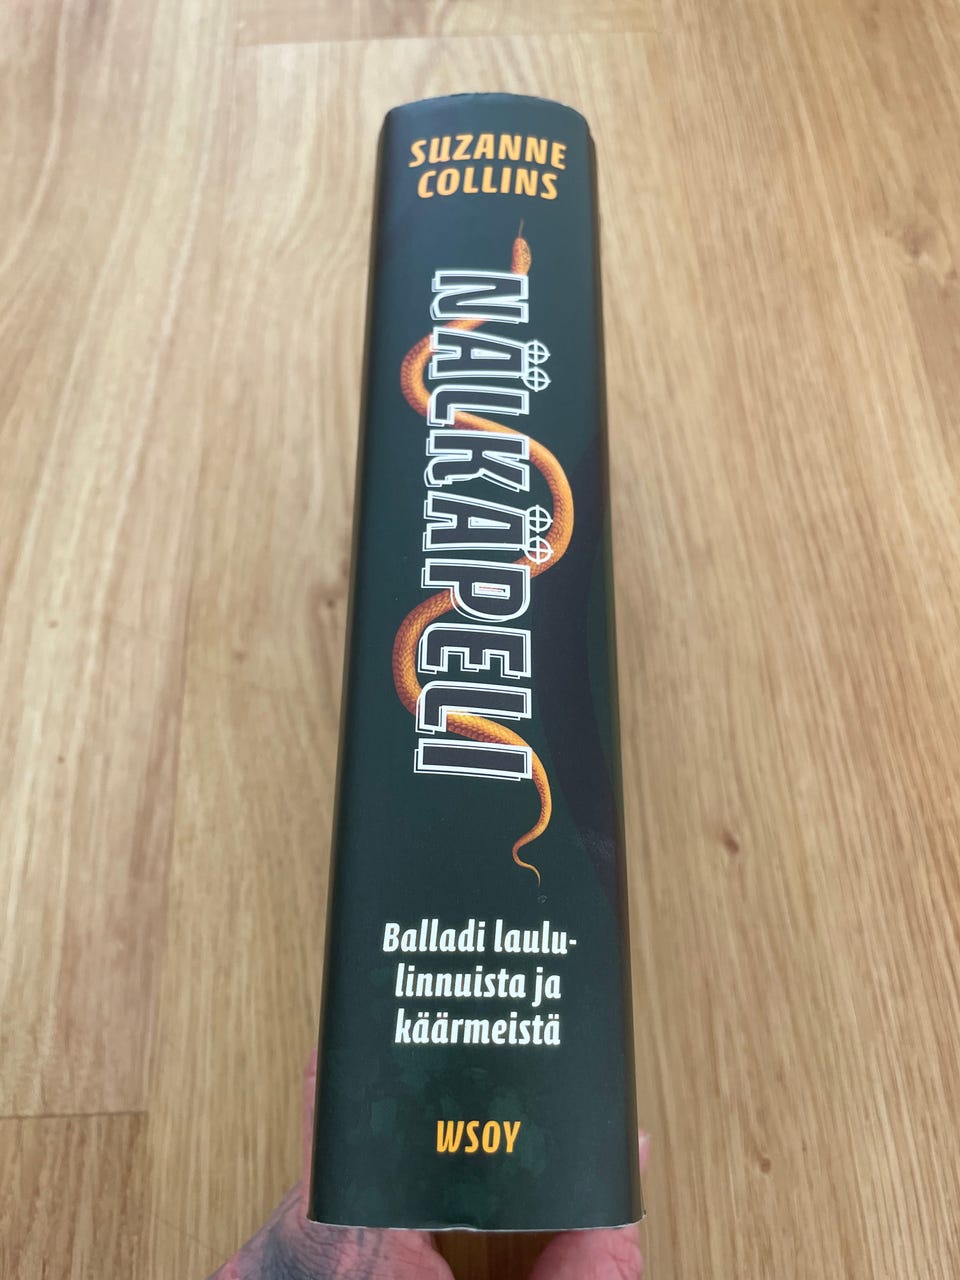 SUZANNE
COLLINS
NÄLKÄPELI
Balladi laulu-
linnuista ja
käärmeistä
WSOY